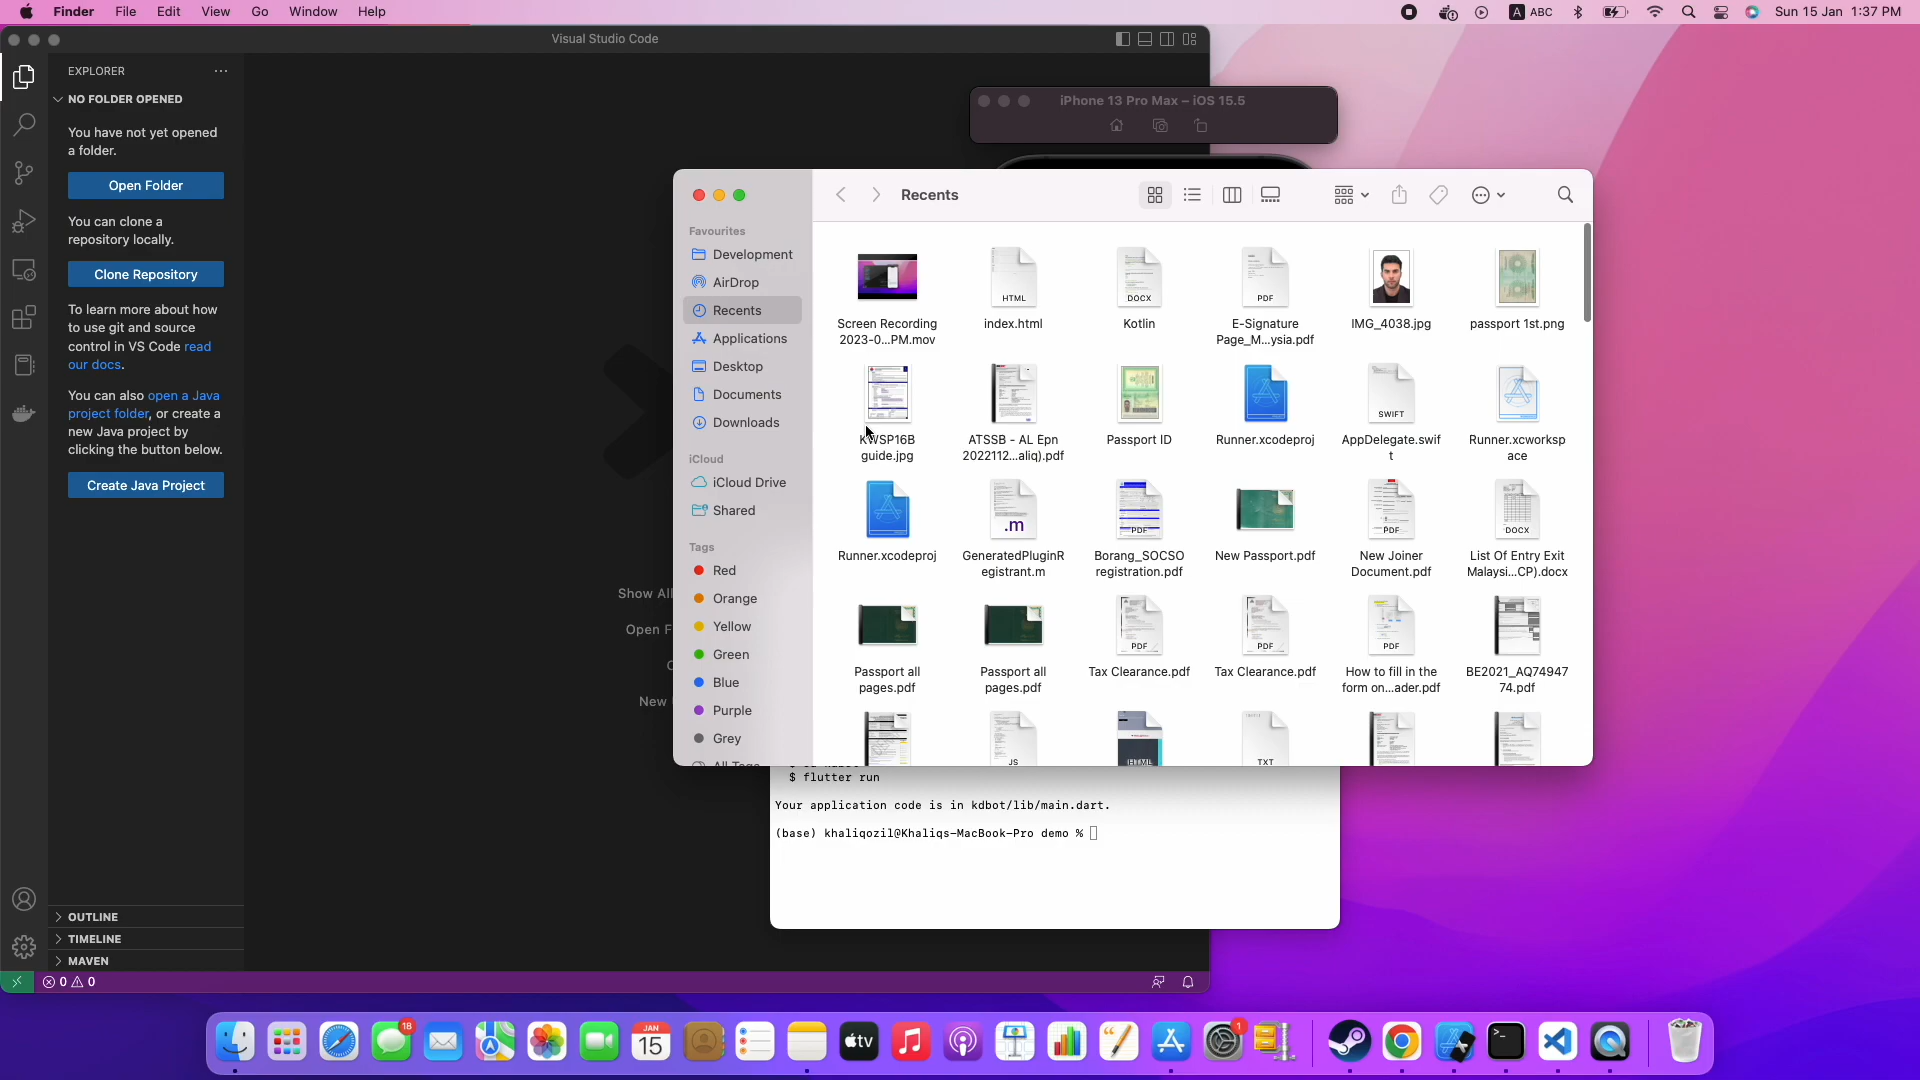 Finder File Edit View Go Window Help
A ABC Sun 15 Jan 1:37 PM
Visual Studio Code
EXPLORER
NO FOLDER OPENED
You have not yet opened
a folder.
Open Folder
You can clone a
repository locally.
Clone Repository
To learn more about how
to use git and source
control in VS Code read
our docs.
You can also open a Java
project folder, or create a
new Java project by
clicking the button below.
Create Java Project
OUTLINE
TIMELINE
MAVEN
0 0
Show All
Open F
New
iPhone 13 Pro Max – iOS 15.5
Recents
Favourites
Development
AirDrop
Recents
Applications
Desktop
Documents
Downloads
iCloud
iCloud Drive
Shared
Tags
Red
Orange
Yellow
Green
Blue
Purple
Grey
All Tags
HTML DOCX PDF
Screen Recording 2023-0...PM.mov
index.html
Kotlin
E-Signature Page_M...ysia.pdf
IMG_4038.jpg
passport 1st.png
SWIFT
KWSP16B guide.jpg
ATSSB - AL Epn 2022112...aliq).pdf
Passport ID
Runner.xcodeproj
AppDelegate.swift
Runner.xcworkspace
.m PDF PDF DOCX
Runner.xcodeproj
GeneratedPluginRegistrant.m
Borang_SOCSO registration.pdf
New Passport.pdf
New Joiner Document.pdf
List Of Entry Exit Malaysi...CP).docx
PDF PDF PDF
Passport all pages.pdf
Passport all pages.pdf
Tax Clearance.pdf
Tax Clearance.pdf
How to fill in the form on...ader.pdf
BE2021_AQ7494774.pdf
JS HTML TXT
$ flutter run
Your application code is in kdbot/lib/main.dart.
(base) khaliqozil@Khaliqs-MacBook-Pro demo %
18
JAN
15
tv
1